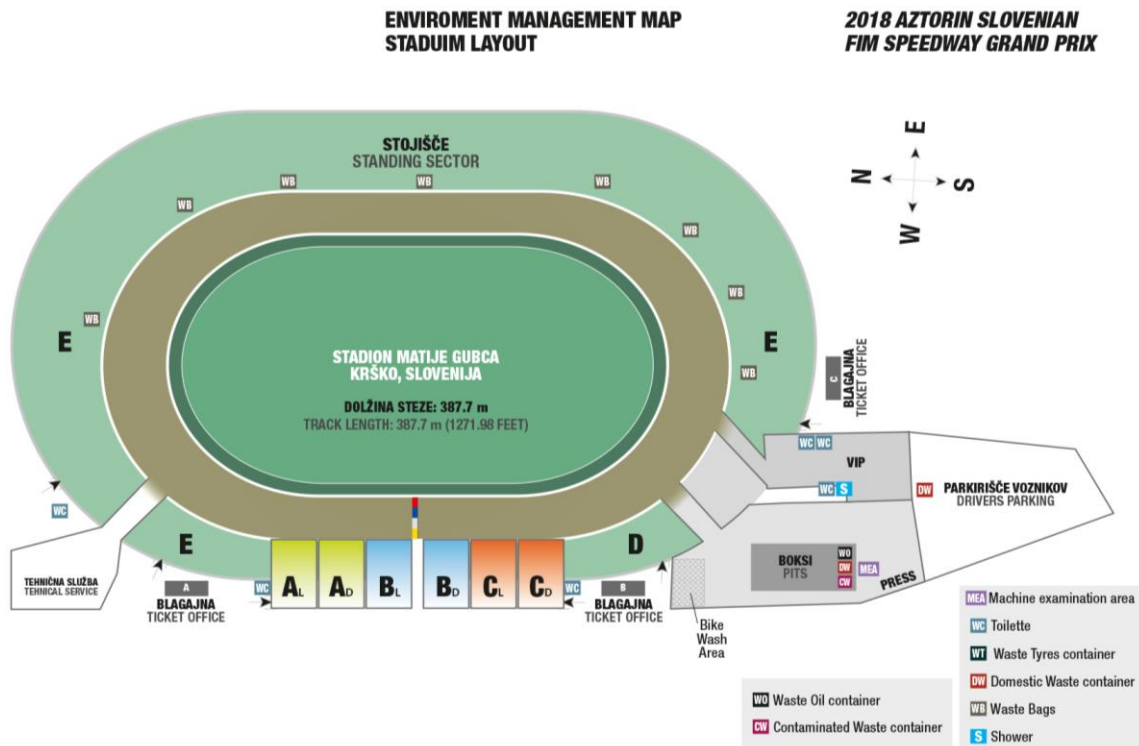 ENVIROMENT MANAGEMENT MAP
STADUIM LAYOUT
2018 AZTORIN SLOVENIAN
FIM SPEEDWAY GRAND PRIX
E
N
S
W
STOJIŠČE
STANDING SECTOR
WB
WB
WB
WB
WB
WB
WB
WB
E
E
STADION MATIJE GUBCA
KRŠKO, SLOVENIJA
DOLŽINA STEZE: 387.7 m
TRACK LENGTH: 387.7 m (1271.98 FEET)
C
BLAGAJNA
TICKET OFFICE
WC WC
VIP
WC S
DW
PARKIRIŠČE VOZNIKOV
DRIVERS PARKING
WC
E
D
TEHNIČNA SLUŽBA
TEHNICAL SERVICE
A
BLAGAJNA
TICKET OFFICE
WC
AL
AD
BL
BD
CL
CD
WC
B
BLAGAJNA
TICKET OFFICE
BOKSI
PITS
WO
DW
CW
MEA
PRESS
Bike
Wash
Area
MEA Machine examination area
WC Toilette
WT Waste Tyres container
DW Domestic Waste container
WB Waste Bags
S Shower
WO Waste Oil container
CW Contaminated Waste container